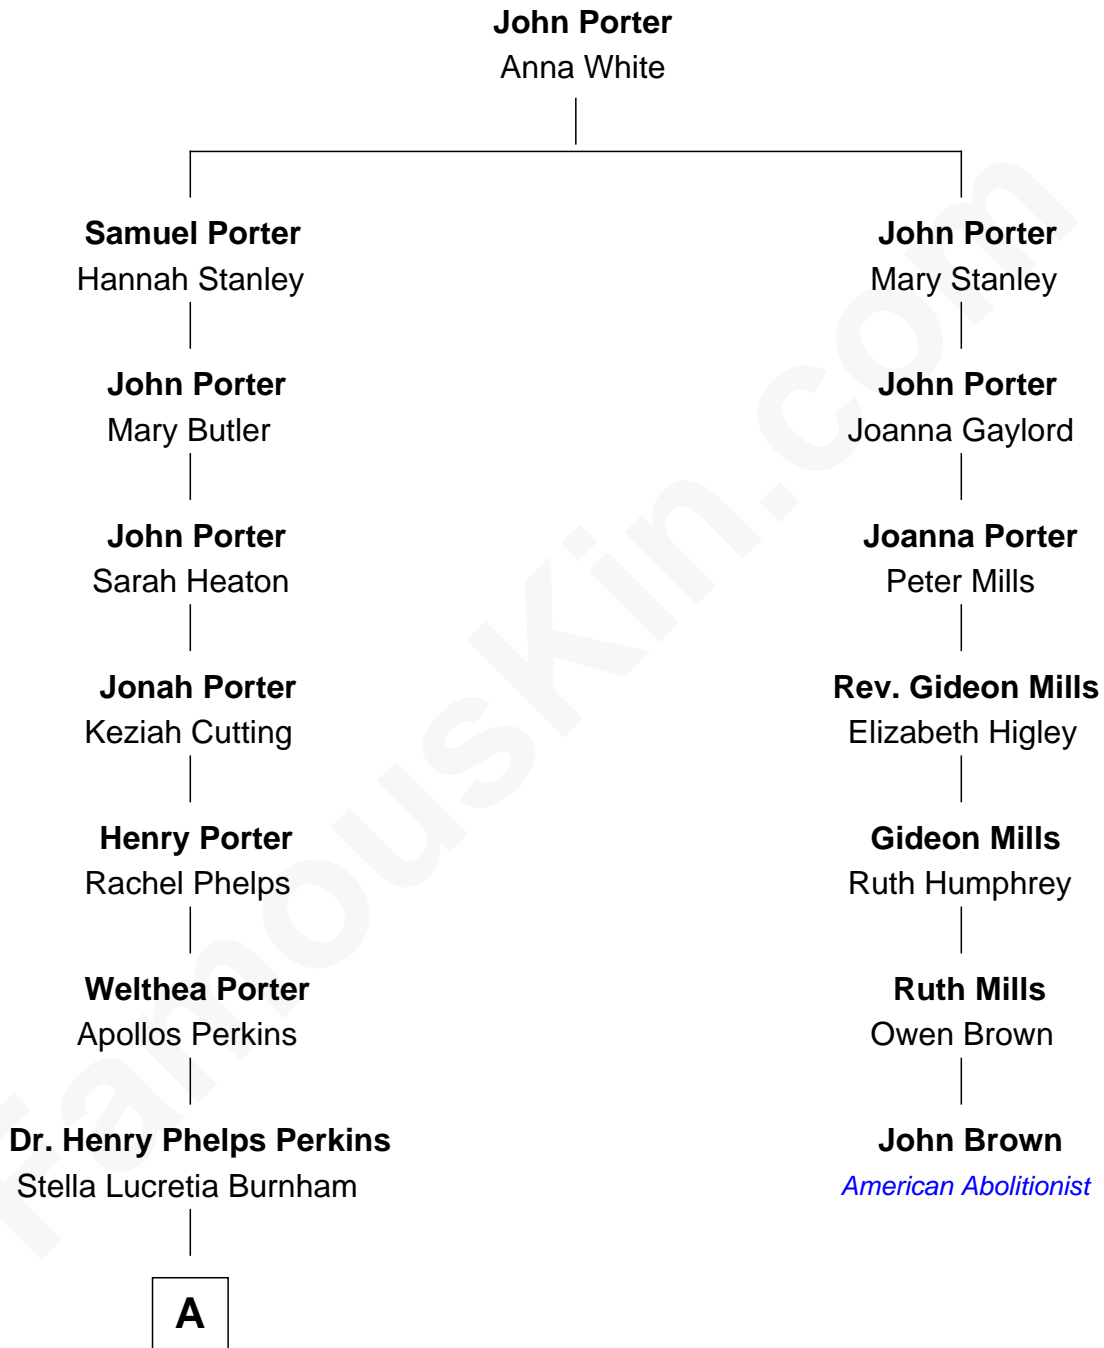 John Porter
Anna White
Samuel Porter
Hannah Stanley
John Porter
Mary Stanley
John Porter
Mary Butler
John Porter
Joanna Gaylord
John Porter
Sarah Heaton
Joanna Porter
Peter Mills
Jonah Porter
Keziah Cutting
Rev. Gideon Mills
Elizabeth Higley
Henry Porter
Rachel Phelps
Gideon Mills
Ruth Humphrey
Welthea Porter
Apollos Perkins
Ruth Mills
Owen Brown
Dr. Henry Phelps Perkins
Stella Lucretia Burnham
John Brown
American Abolitionist
A
FamousKin.com